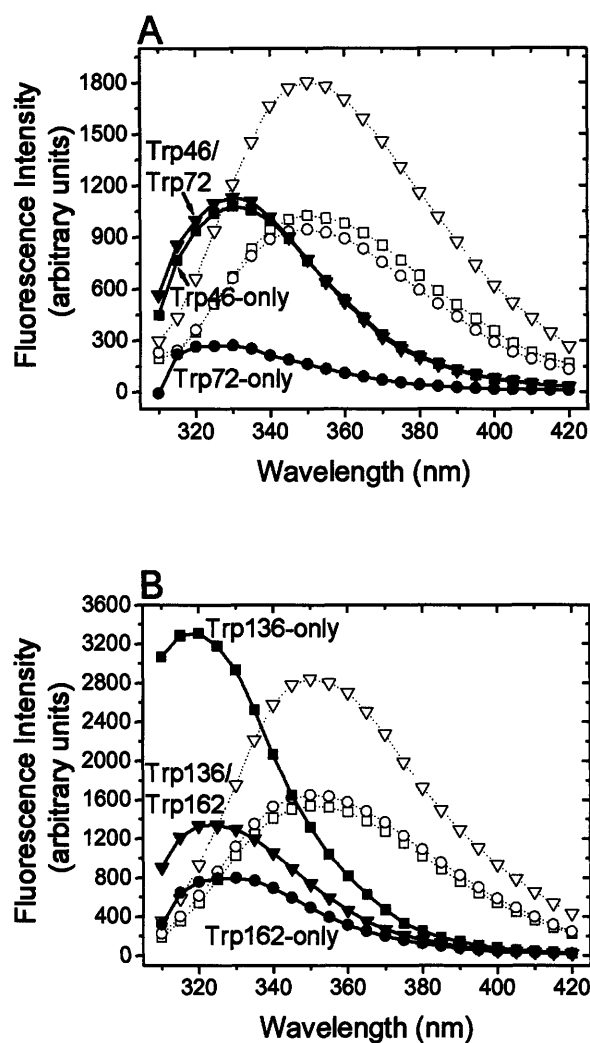 A
Fluorescence Intensity
(arbitrary units)
1800
1500
1200
900
600
300
0
Trp46/
Trp72
Trp46-only
Trp72-only
320 340 360 380 400 420
Wavelength (nm)
B
Fluorescence Intensity
(arbitrary units)
3600
3200
2800
2400
2000
1600
1200
800
400
0
Trp136-only
Trp136/
Trp162
Trp162-only
320 340 360 380 400 420
Wavelength (nm)